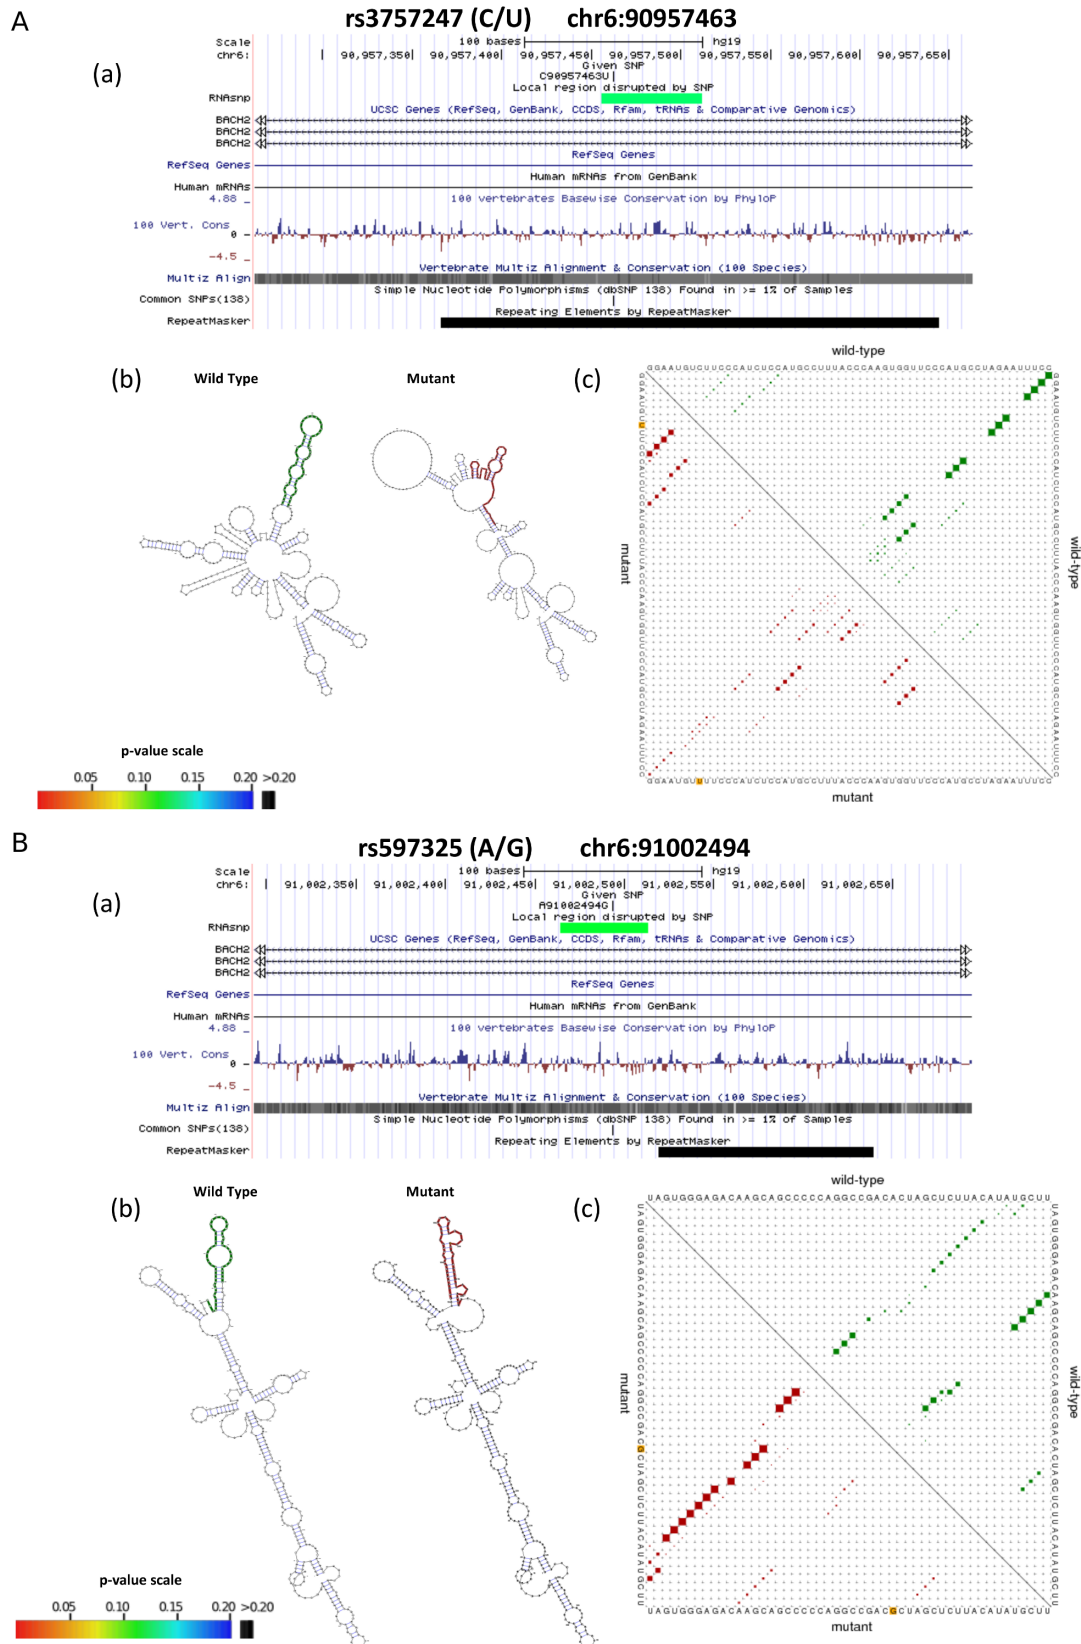 A
rs3757247 (C/U) chr6:90957463
(a)
Scale 100 bases hg19
chr6: 90,957,350 90,957,400 90,957,450 90,957,500 90,957,550 90,957,600 90,957,650
Given SNP
C90957463U
Local region disrupted by SNP
RNAsnp
UCSC Genes (RefSeq, GenBank, CCDS, Rfam, tRNAs & Comparative Genomics)
BACH2
BACH2
BACH2
RefSeq Genes
RefSeq Genes
Human mRNAs from GenBank
Human mRNAs
4.88 _ 100 vertebrates Basewise Conservation by PhyloP
100 Vert. Cons 0 -
-4.5 _
Vertebrate Multiz Alignment & Conservation (100 Species)
Multiz Align
Simple Nucleotide Polymorphisms (dbSNP 138) Found in >= 1% of Samples
Common SNPs(138)
Repeating Elements by RepeatMasker
RepeatMasker
(b) Wild Type Mutant
(c)
wild-type
wild-type
mutant
mutant
p-value scale
0.05 0.10 0.15 0.20 >0.20
B
rs597325 (A/G) chr6:91002494
(a)
Scale 100 bases hg19
chr6: 91,002,350 91,002,400 91,002,450 91,002,500 91,002,550 91,002,600 91,002,650
Given SNP
A91002494G
Local region disrupted by SNP
RNAsnp
UCSC Genes (RefSeq, GenBank, CCDS, Rfam, tRNAs & Comparative Genomics)
BACH2
BACH2
BACH2
RefSeq Genes
RefSeq Genes
Human mRNAs from GenBank
Human mRNAs
4.88 _ 100 vertebrates Basewise Conservation by PhyloP
100 Vert. Cons 0 -
-4.5 _
Vertebrate Multiz Alignment & Conservation (100 Species)
Multiz Align
Simple Nucleotide Polymorphisms (dbSNP 138) Found in >= 1% of Samples
Common SNPs(138)
Repeating Elements by RepeatMasker
RepeatMasker
(b) Wild Type Mutant
(c)
wild-type
UAGUGGGAGACAAGCAGCCCCCAGGCCGACACUAGCUCUUACAUAUGCUU
wild-type
mutant
UAGUGGGAGACAAGCAGCCCCCAGGCCGACGCUAGCUCUUACAUAUGCUU
mutant
p-value scale
0.05 0.10 0.15 0.20 >0.20